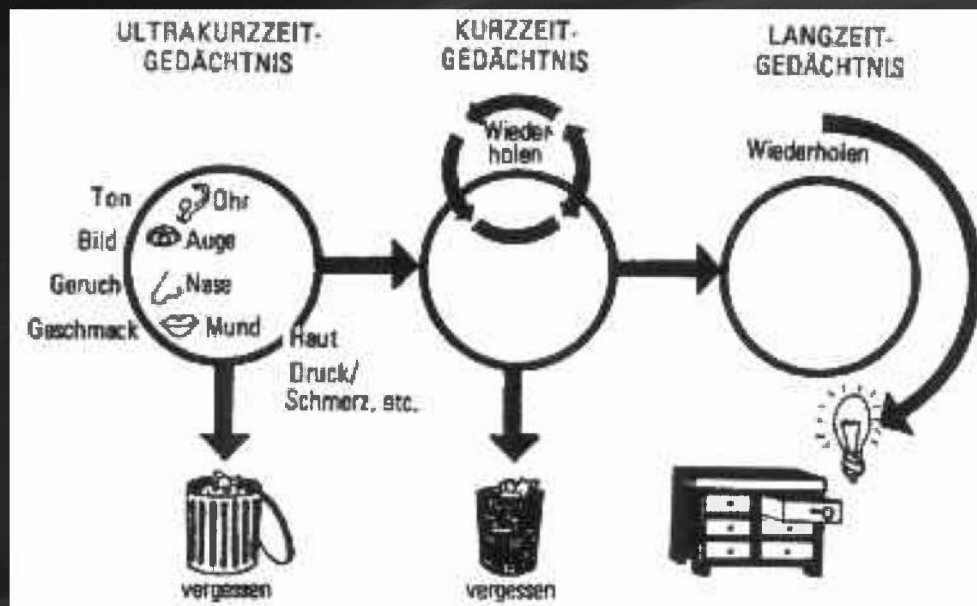 ULTRAKURZZEIT-
GEDÄCHTNIS
KURZZEIT-
GEDÄCHTNIS
LANGZEIT-
GEDÄCHTNIS
Wieder
holen
Wiederholen
Ton
Ohr
Bild
Auge
Geruch
Nase
Geschmack
Mund
Haut
Druck/
Schmerz, etc.
vergessen
vergessen